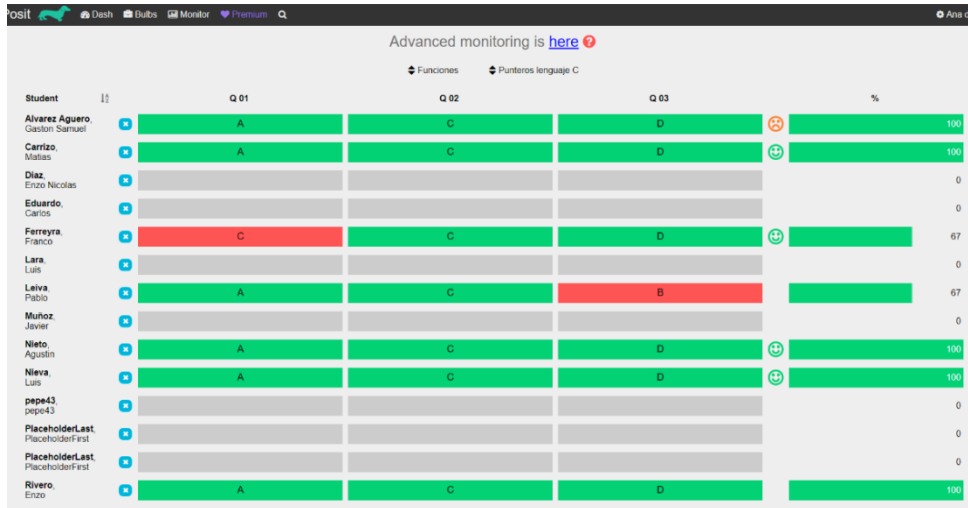 Posit Dash Bulbs Monitor Premium Ana
Advanced monitoring is here ?
Funciones Punteros lenguaje C
Student Q 01 Q 02 Q 03 %
Alvarez Aguero,
Gaston Samuel
A C D 100
Carrizo,
Matias
A C D 100
Diaz,
Enzo Nicolas
0
Eduardo,
Carlos
0
Ferreyra,
Franco
C C D 67
Lara,
Luis
0
Leiva,
Pablo
A C B 67
Muñoz,
Javier
0
Nieto,
Agustin
A C D 100
Nieva,
Luis
A C D 100
pepe43,
pepe43
0
PlaceholderLast,
PlaceholderFirst
0
PlaceholderLast,
PlaceholderFirst
0
Rivero,
Enzo
A C D 100